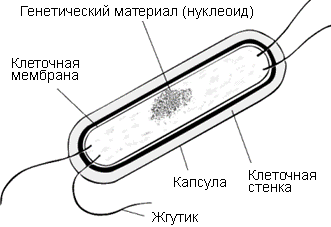 Генетический материал (нуклеоид)
Клеточная
мембрана
Клеточная
стенка
Капсула
Жгутик